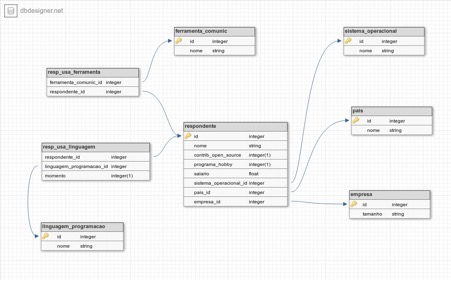 dbdesigner.net
ferramenta_comunic
id integer
nome string
sistema_operacional
id integer
nome string
resp_usa_ferramenta
ferramenta_comunic_id integer
respondente_id integer
pais
id integer
nome string
respondente
id integer
nome string
contrib_open_source integer(1)
programa_hobby integer(1)
salario float
sistema_operacional_id integer
pais_id integer
empresa_id integer
resp_usa_linguagem
respondente_id integer
linguagem_programacao_id integer
momento integer(1)
empresa
id integer
tamanho string
linguagem_programacao
id integer
nome string